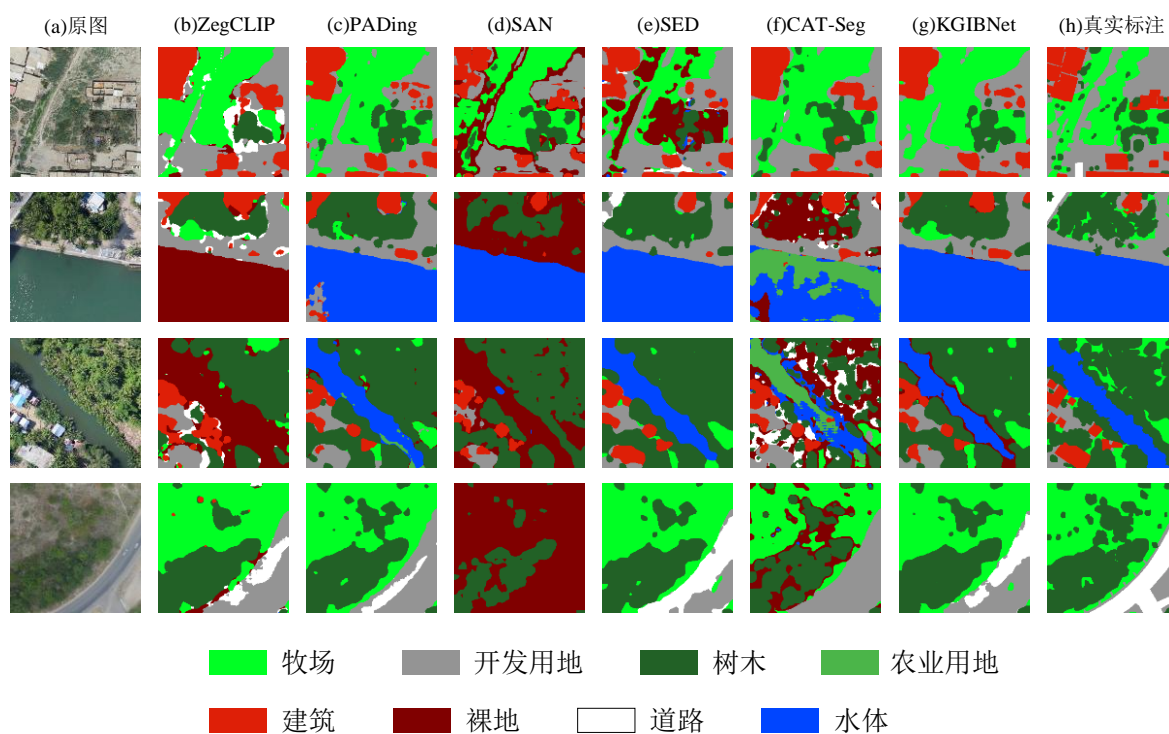 (a)原图 (b)ZegCLIP (c)PADing (d)SAN (e)SED (f)CAT-Seg (g)KGIBNet (h)真实标注
牧场 开发用地 树木 农业用地
建筑 裸地 道路 水体